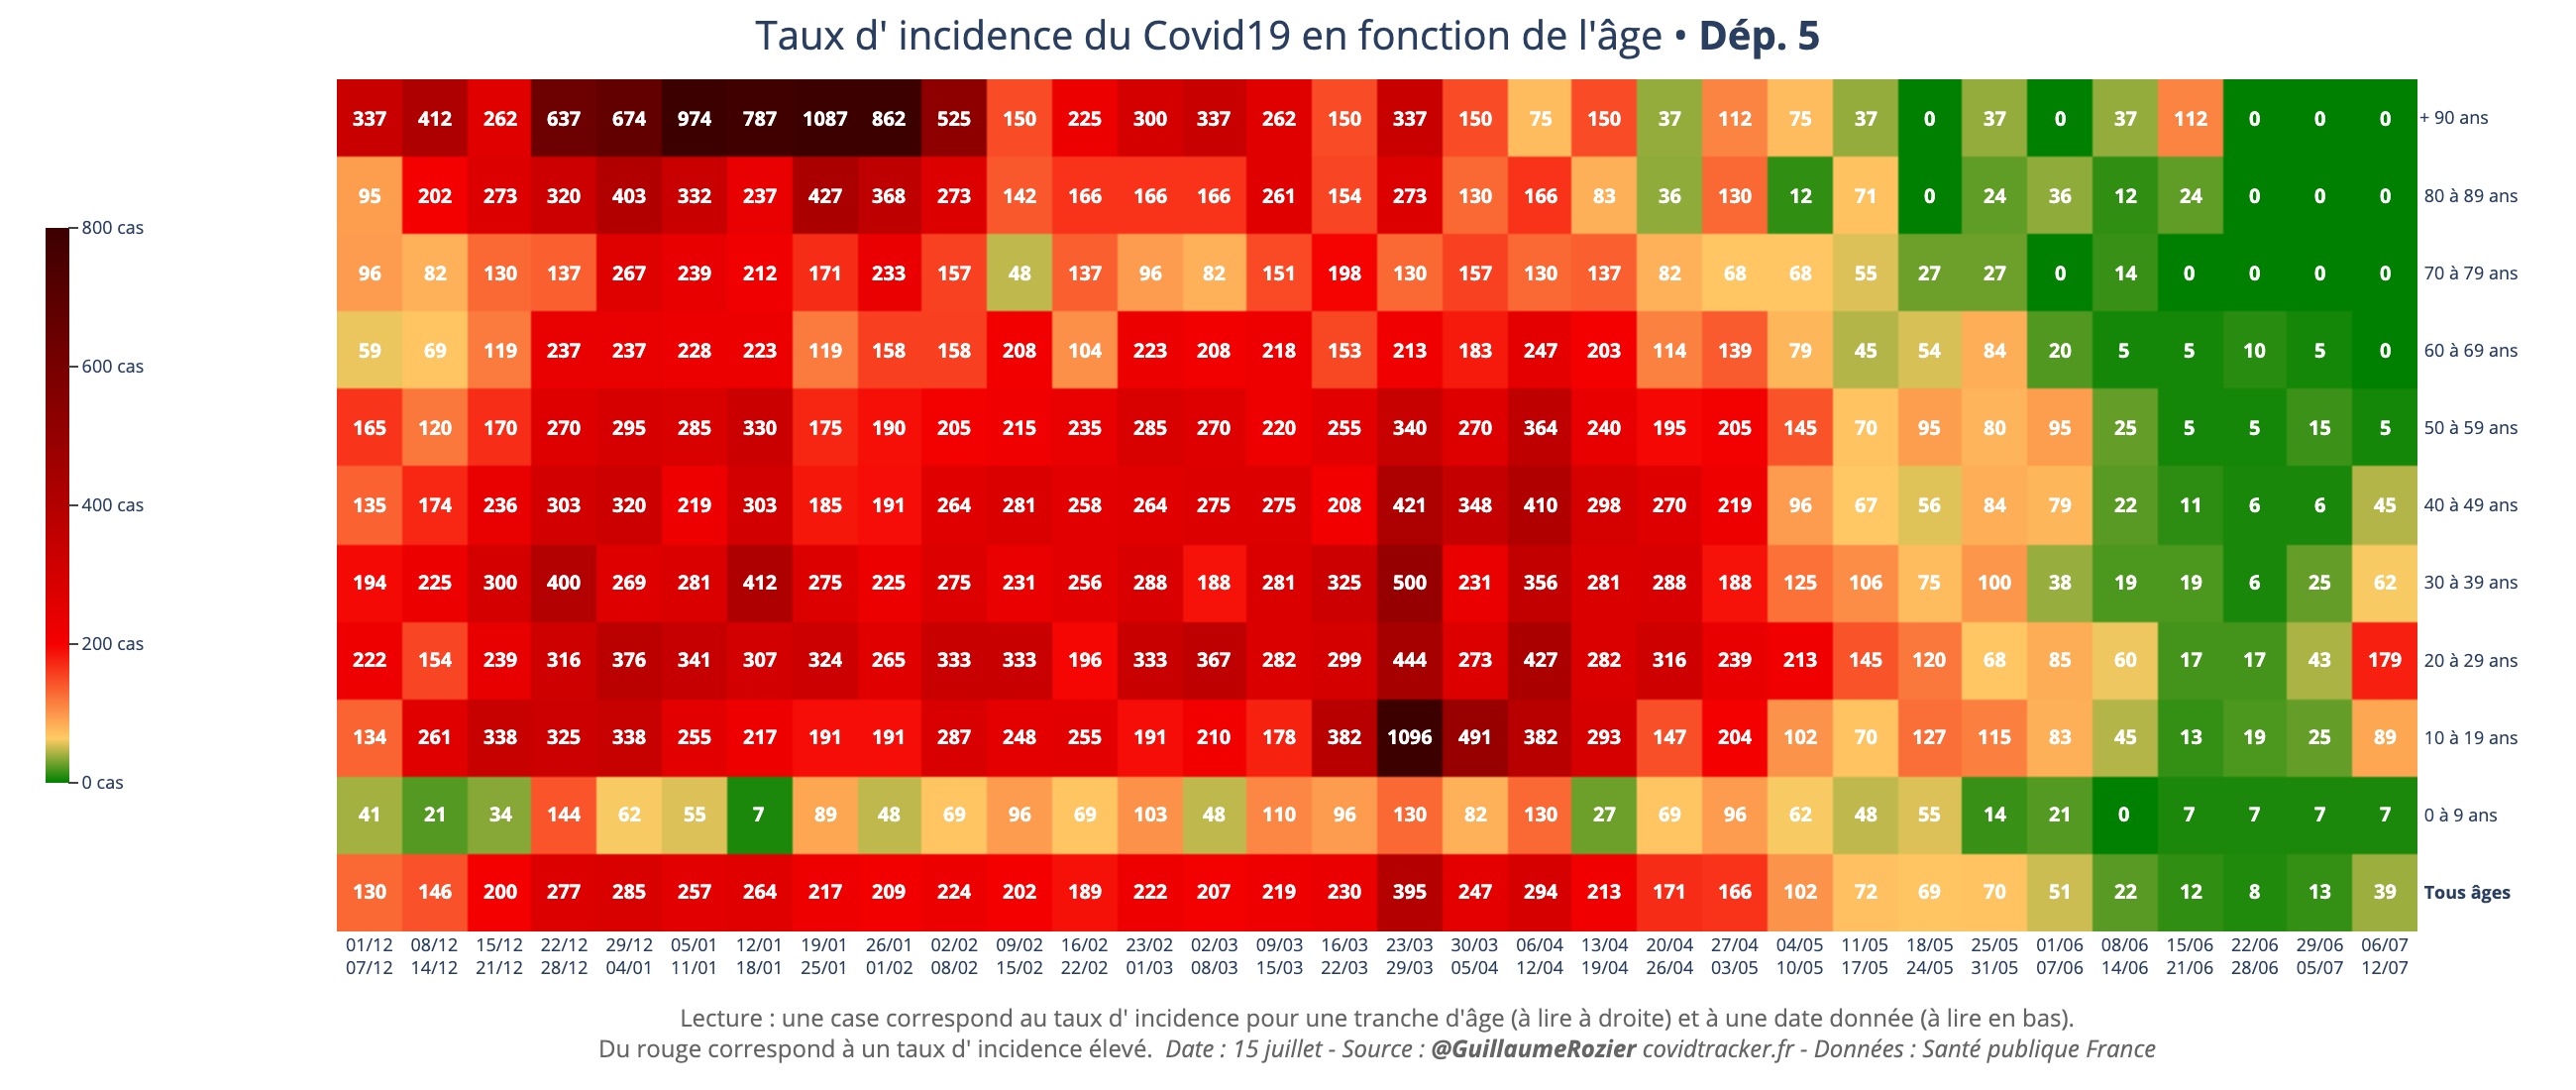 Taux d' incidence du Covid19 en fonction de l'âge • Dép. 5
800 cas
600 cas
400 cas
200 cas
0 cas
337 412 262 637 674 974 787 1087 862 525 150 225 300 337 262 150 337 150 75 150 37 112 75 37 0 37 0 37 112 0 0 0 + 90 ans
95 202 273 320 403 332 237 427 368 273 142 166 166 166 261 154 273 130 166 83 36 130 12 71 0 24 36 12 24 0 0 0 80 à 89 ans
96 82 130 137 267 239 212 171 233 157 48 137 96 82 151 198 130 157 130 137 82 68 68 55 27 27 0 14 0 0 0 0 70 à 79 ans
59 69 119 237 237 228 223 119 158 158 208 104 223 208 218 153 213 183 247 203 114 139 79 45 54 84 20 5 5 10 5 0 60 à 69 ans
165 120 170 270 295 285 330 175 190 205 215 235 285 270 220 255 340 270 364 240 195 205 145 70 95 80 95 25 5 5 15 5 50 à 59 ans
135 174 236 303 320 219 303 185 191 264 281 258 264 275 275 208 421 348 410 298 270 219 96 67 56 84 79 22 11 6 6 45 40 à 49 ans
194 225 300 400 269 281 412 275 225 275 231 256 288 188 281 325 500 231 356 281 288 188 125 106 75 100 38 19 19 6 25 62 30 à 39 ans
222 154 239 316 376 341 307 324 265 333 333 196 333 367 282 299 444 273 427 282 316 239 213 145 120 68 85 60 17 17 43 179 20 à 29 ans
134 261 338 325 338 255 217 191 191 287 248 255 191 210 178 382 1096 491 382 293 147 204 102 70 127 115 83 45 13 19 25 89 10 à 19 ans
41 21 34 144 62 55 7 89 48 69 96 69 103 48 110 96 130 82 130 27 69 96 62 48 55 14 21 0 7 7 7 7 0 à 9 ans
130 146 200 277 285 257 264 217 209 224 202 189 222 207 219 230 395 247 294 213 171 166 102 72 69 70 51 22 12 8 13 39 Tous âges
01/12 08/12 15/12 22/12 29/12 05/01 12/01 19/01 26/01 02/02 09/02 16/02 23/02 02/03 09/03 16/03 23/03 30/03 06/04 13/04 20/04 27/04 04/05 11/05 18/05 25/05 01/06 08/06 15/06 22/06 29/06 06/07
07/12 14/12 21/12 28/12 04/01 11/01 18/01 25/01 01/02 08/02 15/02 22/02 01/03 08/03 15/03 22/03 29/03 05/04 12/04 19/04 26/04 03/05 10/05 17/05 24/05 31/05 07/06 14/06 21/06 28/06 05/07 12/07
Lecture : une case correspond au taux d' incidence pour une tranche d'âge (à lire à droite) et à une date donnée (à lire en bas).
Du rouge correspond à un taux d' incidence élevé. Date : 15 juillet - Source : @GuillaumeRozier covidtracker.fr - Données : Santé publique France